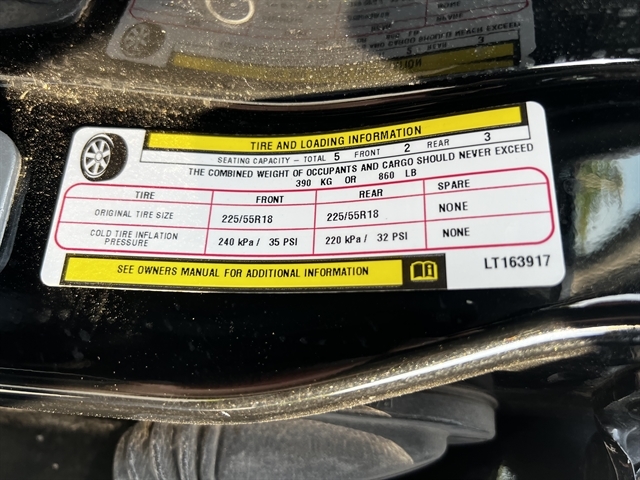 TIRE AND LOADING INFORMATION
SEATING CAPACITY - TOTAL 5 FRONT 2 REAR 3
THE COMBINED WEIGHT OF OCCUPANTS AND CARGO SHOULD NEVER EXCEED
390 KG OR 860 LB
TIRE FRONT REAR SPARE
ORIGINAL TIRE SIZE 225/55R18 225/55R18 NONE
COLD TIRE INFLATION PRESSURE 240 kPa / 35 PSI 220 kPa / 32 PSI NONE
SEE OWNERS MANUAL FOR ADDITIONAL INFORMATION
LT163917